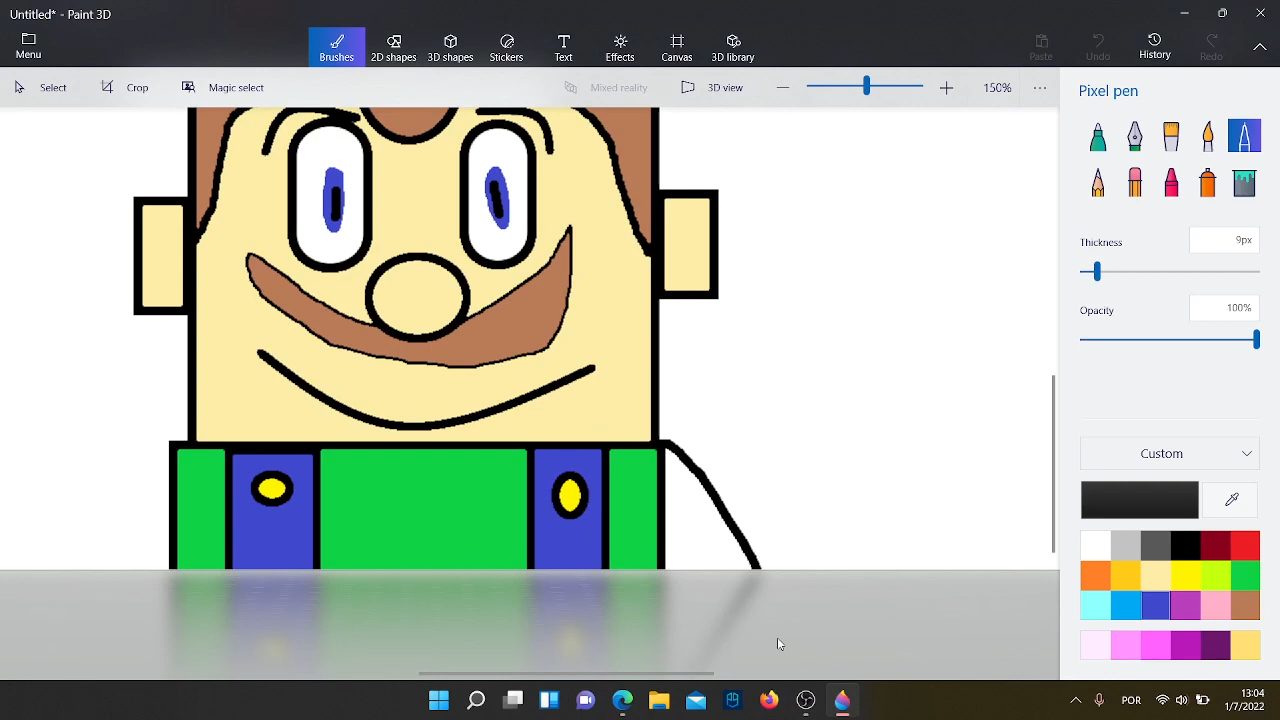 Untitled* - Paint 3D
Menu
Brushes 2D shapes 3D shapes Stickers Text Effects Canvas 3D library
Paste Undo History Redo
Select Crop Magic select Mixed reality 3D view 150%
Pixel pen
Thickness 9px
Opacity 100%
Custom
POR
13:04
1/7/2022